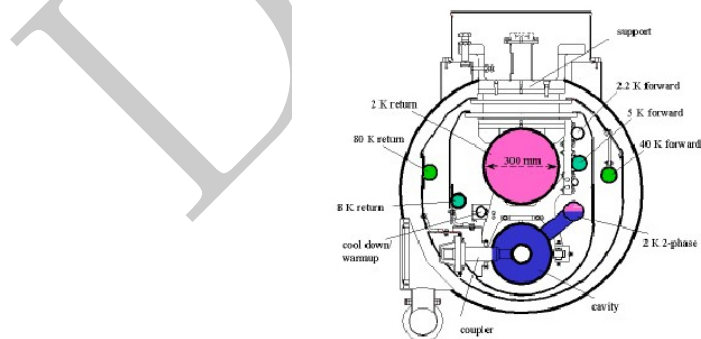 support
2.2 K forward
2 K return
5 K forward
80 K return
40 K forward
300 mm
8 K return
cool down/
warmup
2 K 2-phase
cavity
coupler
D